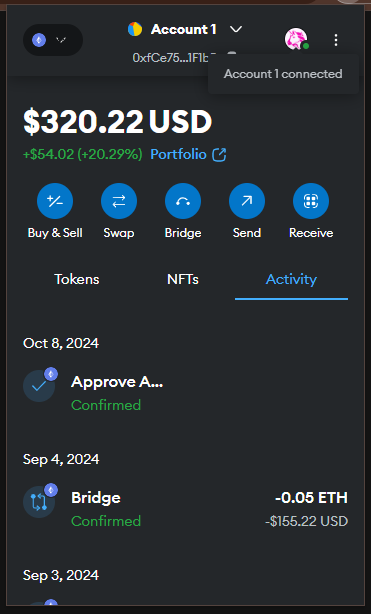 Account 1
0xfCe75...1F1b
Account 1 connected
$320.22 USD
+$54.02 (+20.29%) Portfolio
Buy & Sell Swap Bridge Send Receive
Tokens NFTs Activity
Oct 8, 2024
Approve A...
Confirmed
Sep 4, 2024
Bridge -0.05 ETH
Confirmed -$155.22 USD
Sep 3, 2024